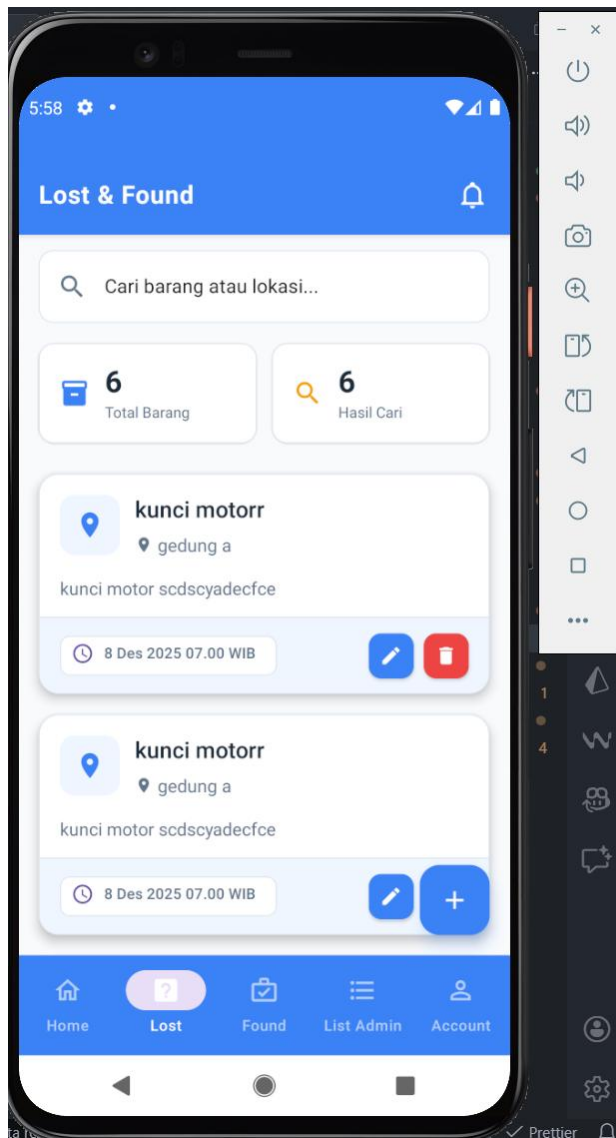 5:58
Lost & Found
Cari barang atau lokasi...
6
Total Barang
6
Hasil Cari
kunci motorr
gedung a
kunci motor scdscyadecfce
8 Des 2025 07.00 WIB
kunci motorr
gedung a
kunci motor scdscyadecfce
8 Des 2025 07.00 WIB
+
Home
? Lost
Found
List Admin
Account
1
4
Prettier